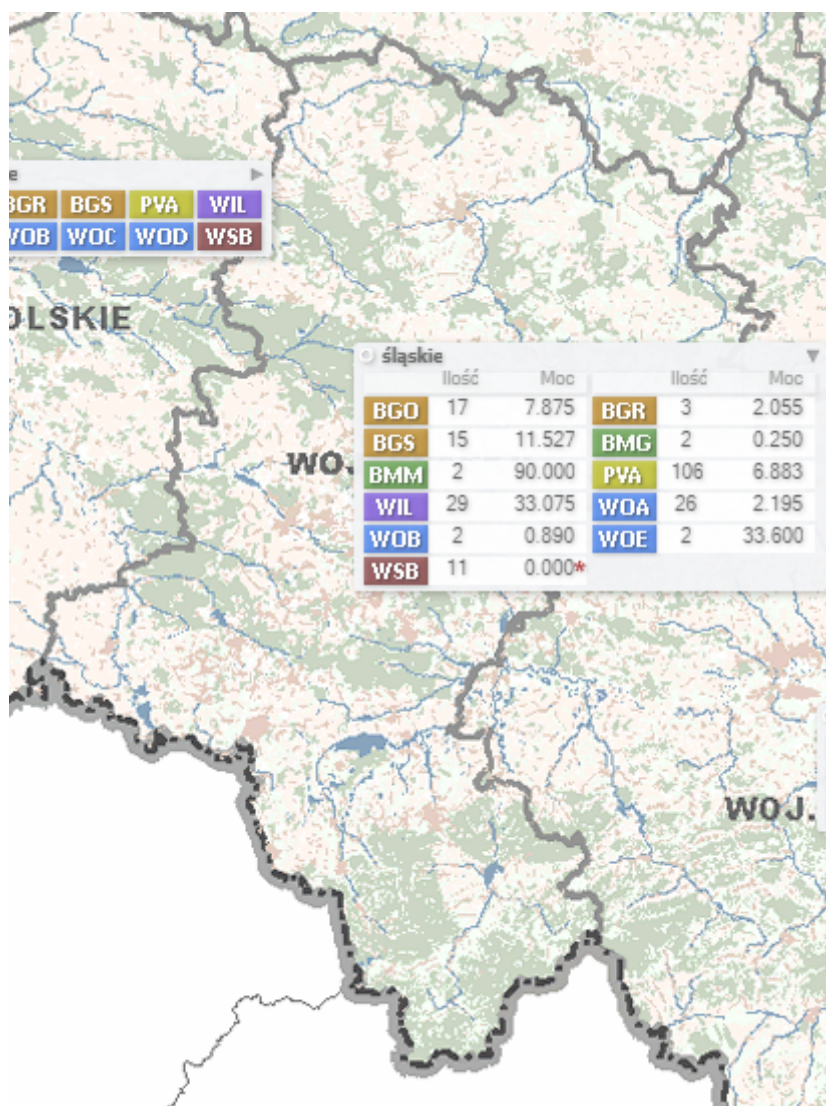 e
BGR BGS PVA WIL
WOB WOC WOD WSB
OLSKIE
śląskie
Ilość Moc Ilość Moc
BGO 17 7.875 BGR 3 2.055
BGS 15 11.527 BMG 2 0.250
BMM 2 90.000 PVA 106 6.883
WIL 29 33.075 WOA 26 2.195
WOB 2 0.890 WOE 2 33.600
WSB 11 0.000*
WOJ.
WOJ.